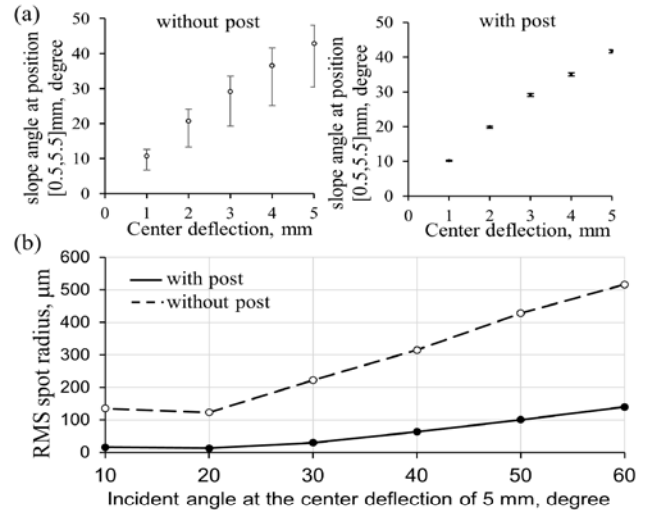 (a)
without post
slope angle at position
[0.5,5.5]mm, degree
50
40
30
20
10
0
0 1 2 3 4 5
Center deflection, mm
with post
slope angle at position
[0.5,5.5]mm, degree
50
40
30
20
10
0
0 1 2 3 4 5
Center deflection, mm
(b)
RMS spot radius, μm
600
500
400
300
200
100
0
with post
without post
10 20 30 40 50 60
Incident angle at the center deflection of 5 mm, degree